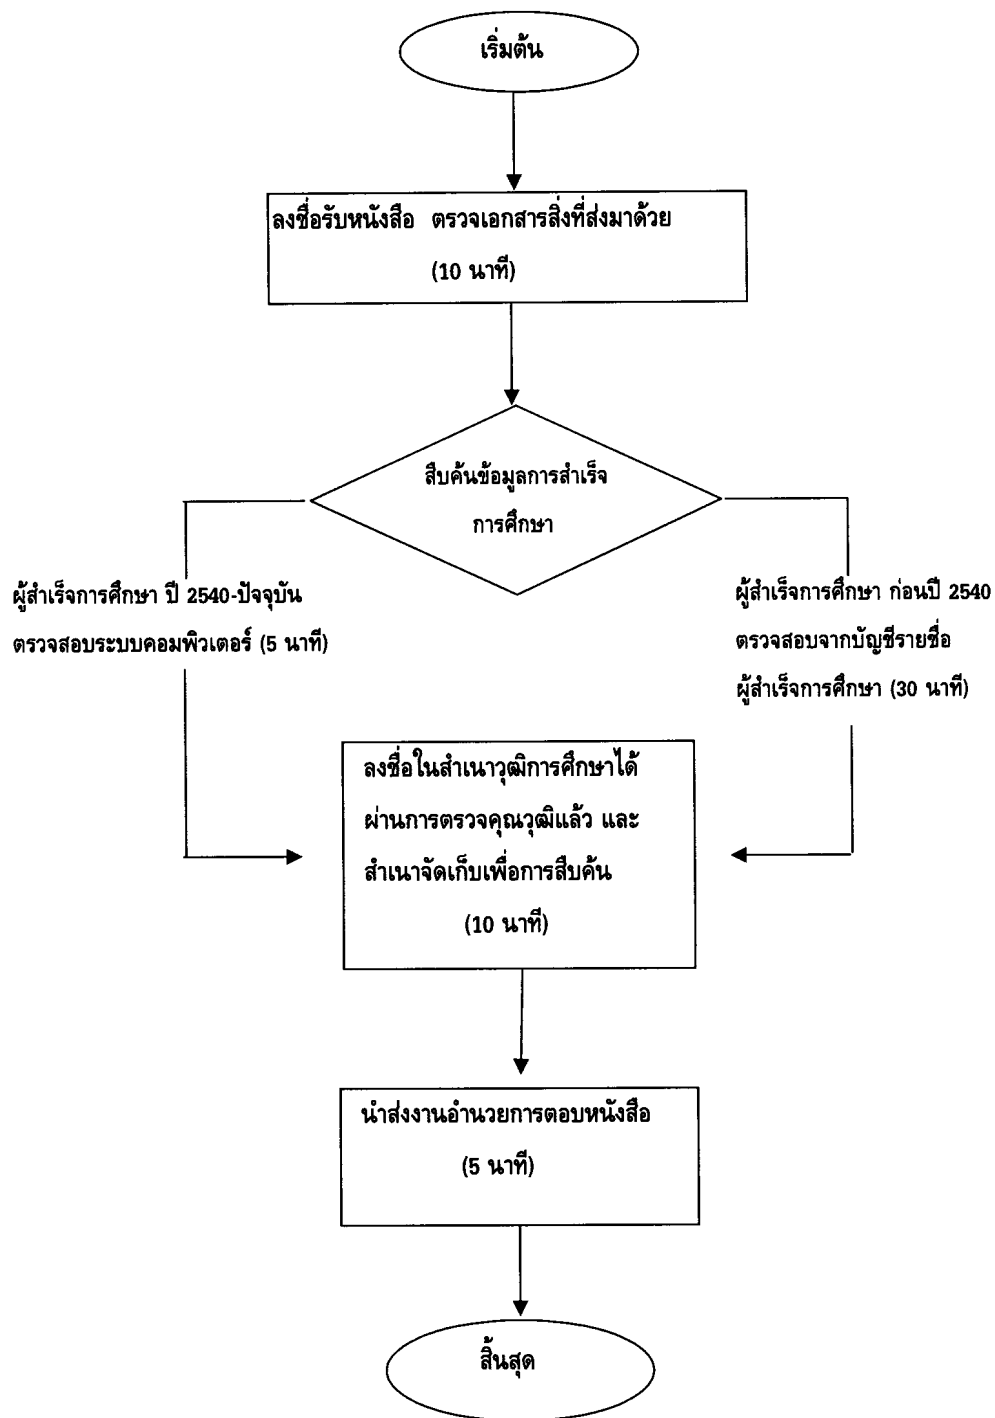 เริ่มต้น
ลงชื่อรับหนังสือ ตรวจเอกสารสิ่งที่ส่งมาด้วย
(10 นาที)
สืบค้นข้อมูลการสำเร็จ
การศึกษา
ผู้สำเร็จการศึกษา ปี 2540-ปัจจุบัน
ตรวจสอบระบบคอมพิวเตอร์ (5 นาที)
ผู้สำเร็จการศึกษา ก่อนปี 2540
ตรวจสอบจากบัญชีรายชื่อ
ผู้สำเร็จการศึกษา (30 นาที)
ลงชื่อในสำเนาวุฒิการศึกษาได้
ผ่านการตรวจคุณวุฒิแล้ว และ
สำเนาจัดเก็บเพื่อการสืบค้น
(10 นาที)
นำส่งงานอำนวยการตอบหนังสือ
(5 นาที)
สิ้นสุด